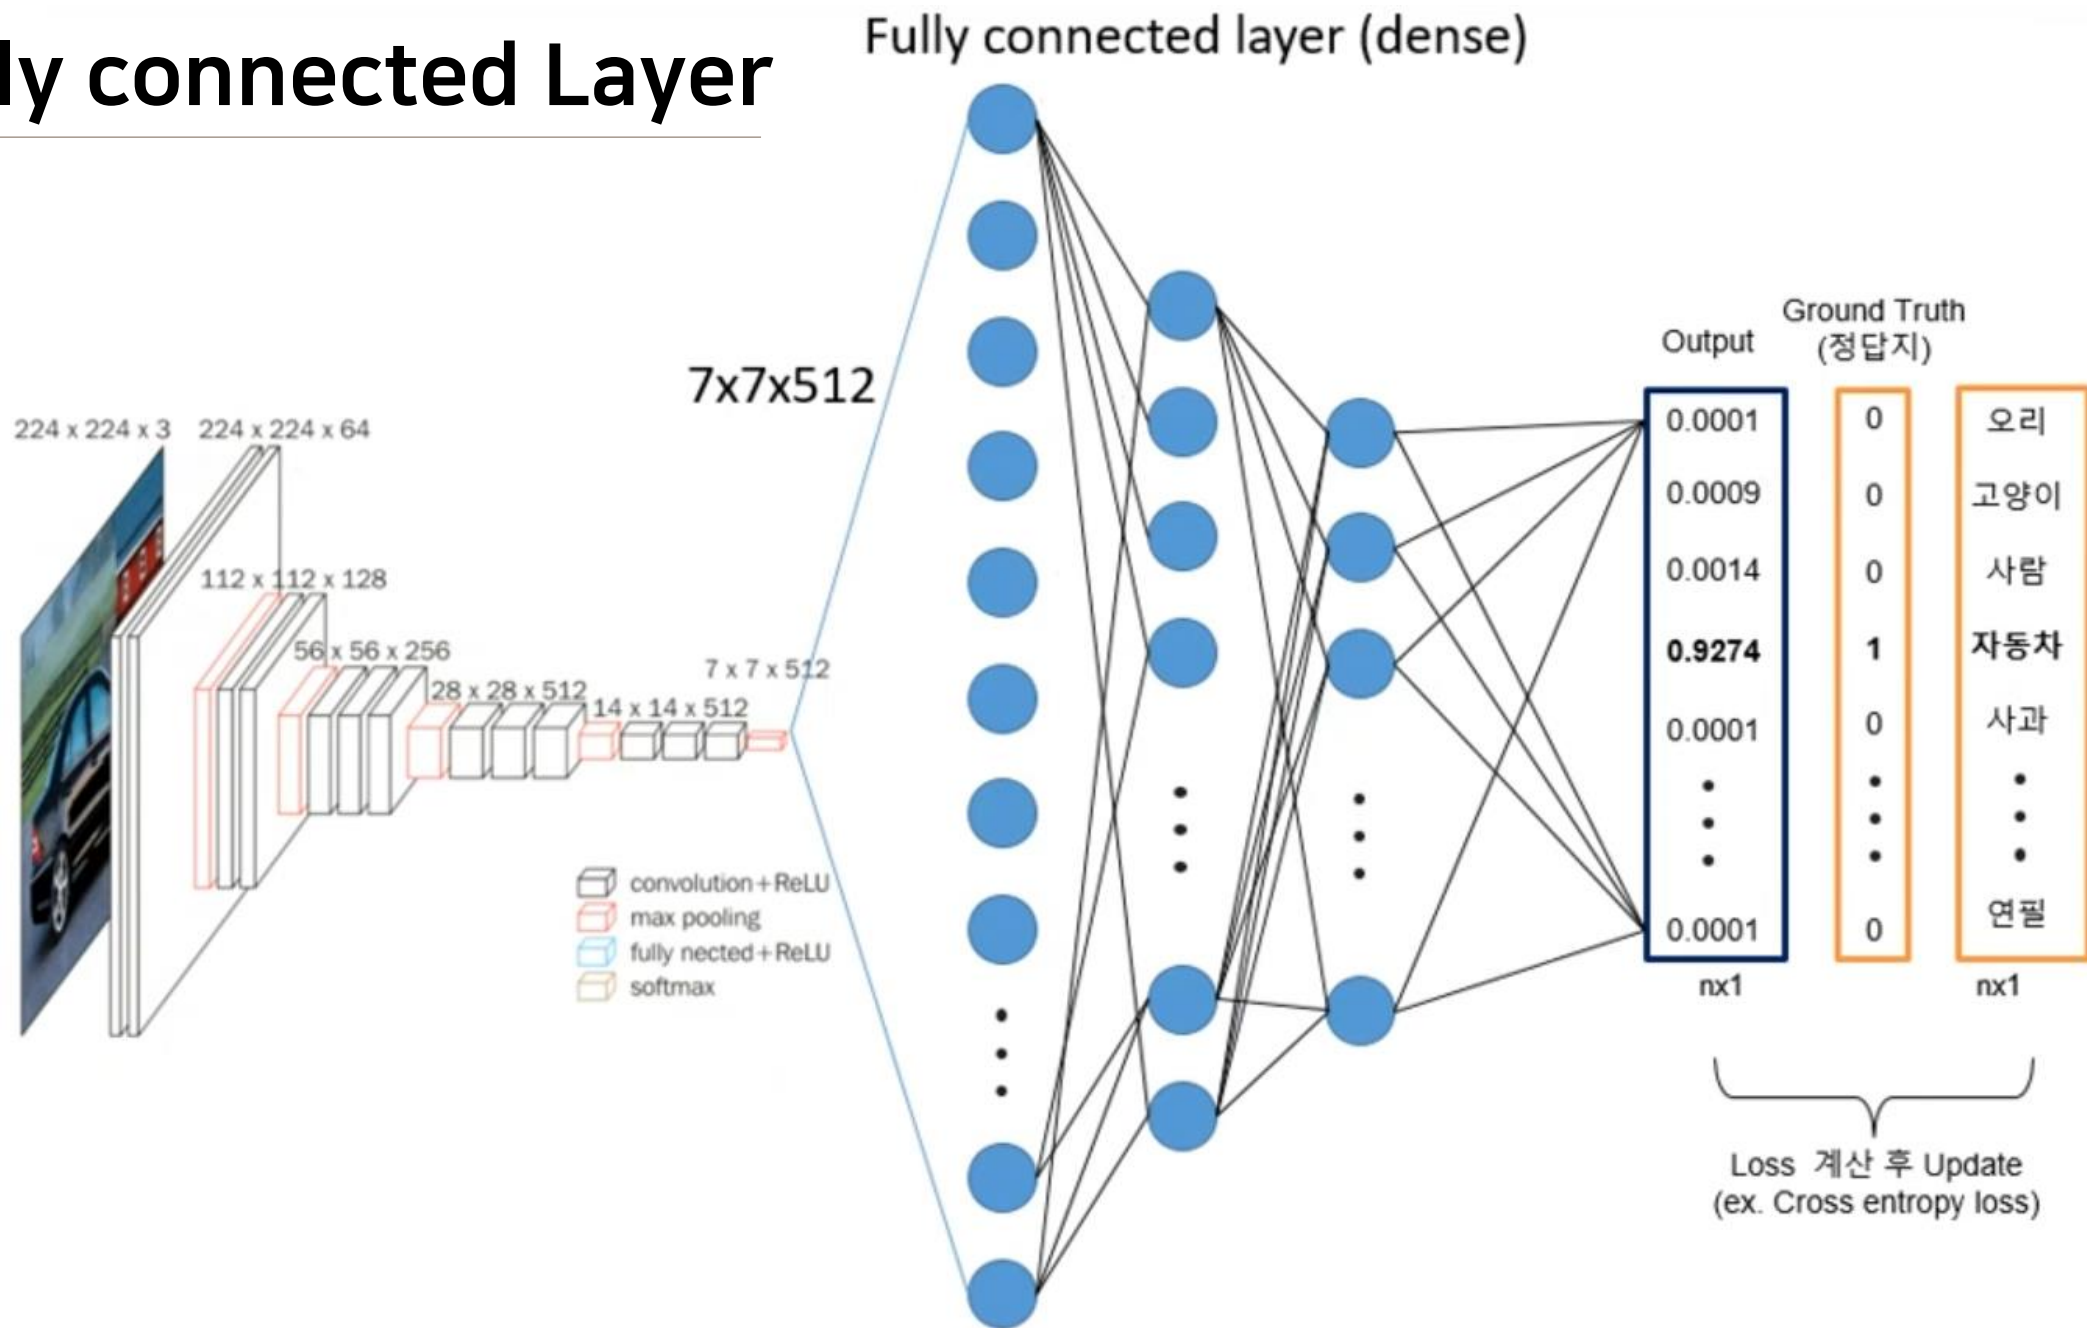 ly connected Layer
Fully connected layer (dense)
7x7x512
224 x 224 x 3
224 x 224 x 64
112 x 112 x 128
56 x 56 x 256
28 x 28 x 512
14 x 14 x 512
7 x 7 x 512
convolution+ReLU
max pooling
fully nected+ReLU
softmax
Output
Ground Truth
(정답지)
0.0001 0 오리
0.0009 0 고양이
0.0014 0 사람
0.9274 1 자동차
0.0001 0 사과
0.0001 0 연필
nx1 nx1
Loss 계산 후 Update
(ex. Cross entropy loss)